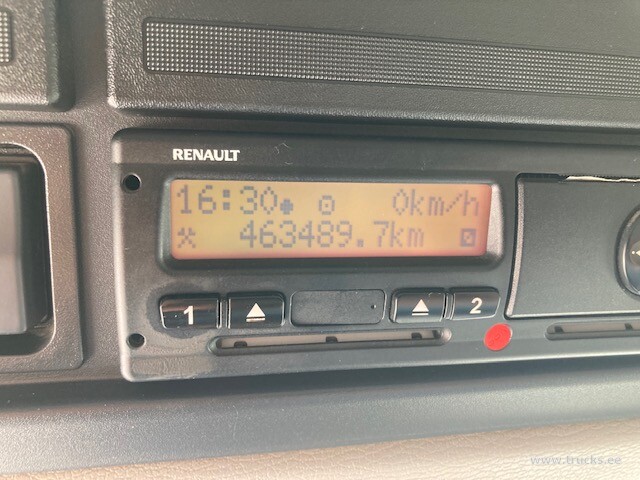 RENAULT
16:30 0km/h
463489.7km
1 2
www.trucks.ee